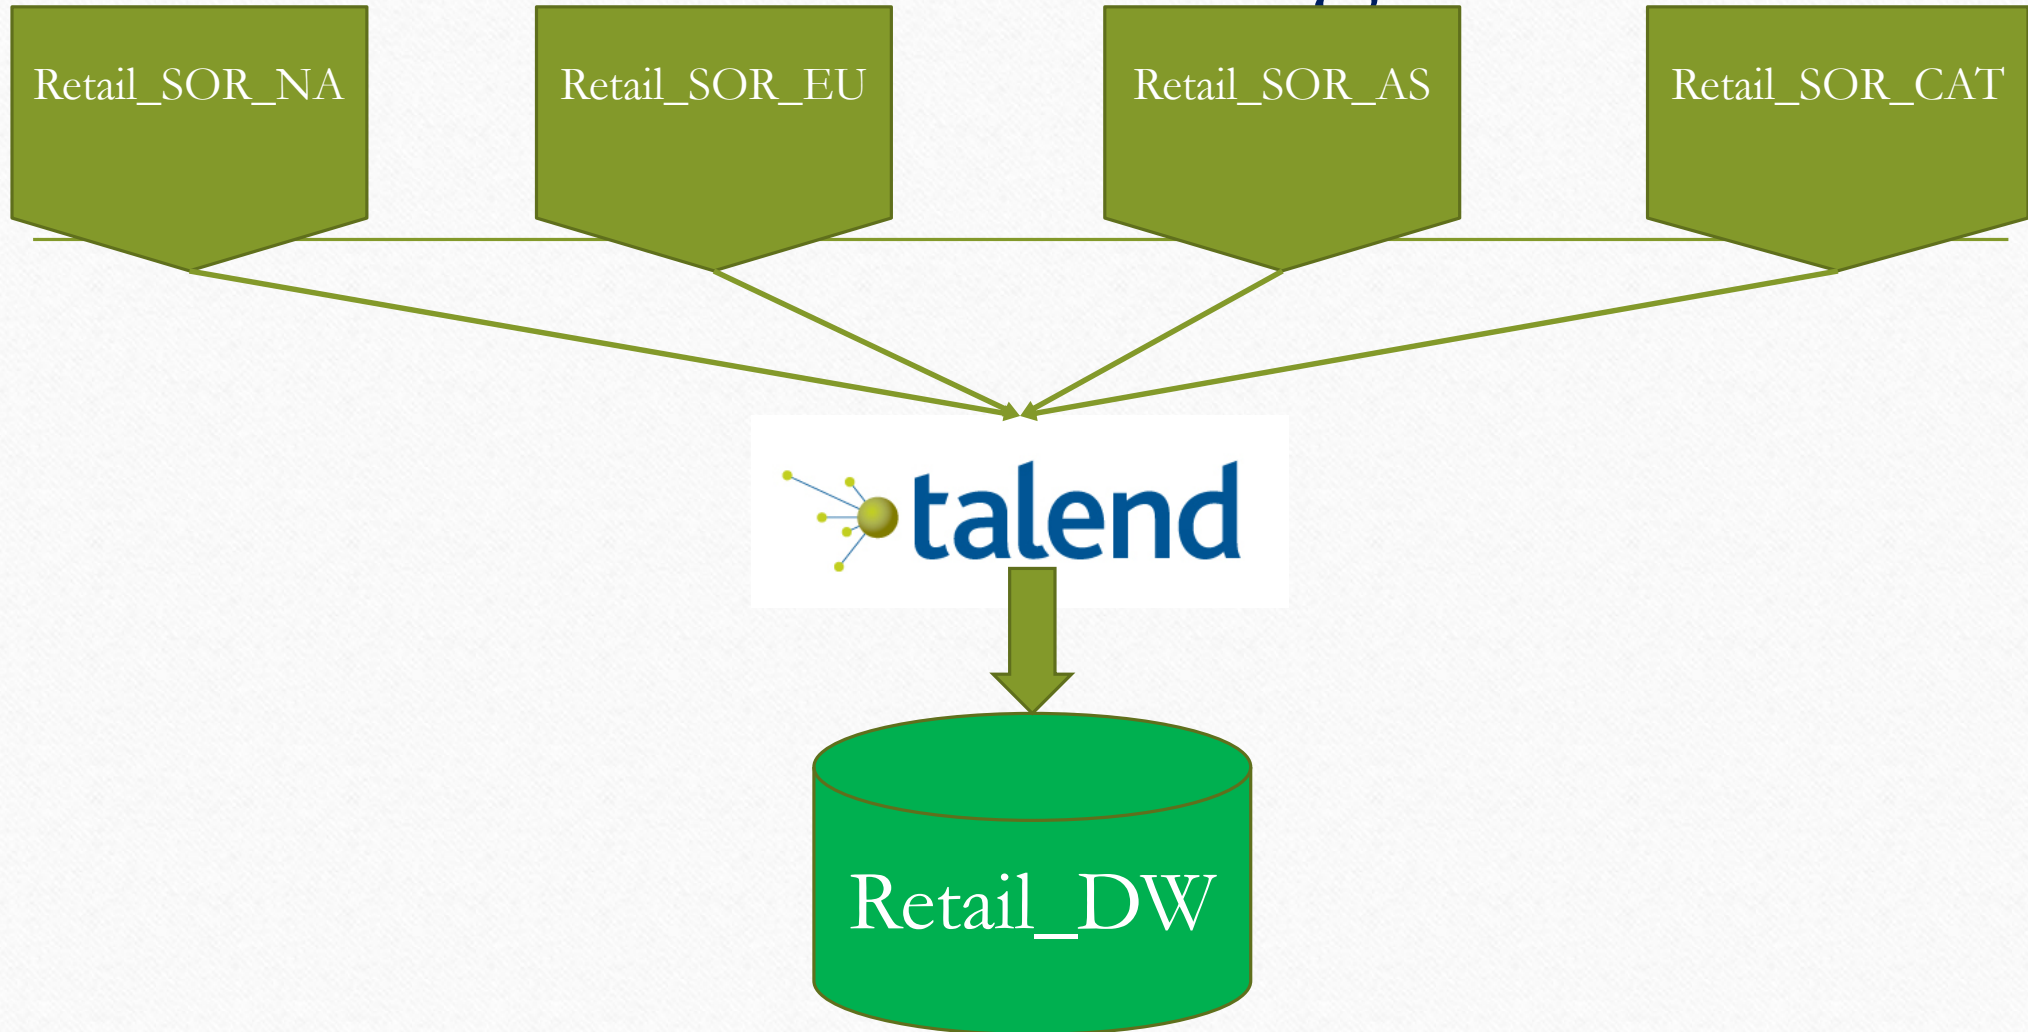 Retail_SOR_NA
Retail_SOR_EU
Retail_SOR_AS
Retail_SOR_CAT
talend
Retail_DW